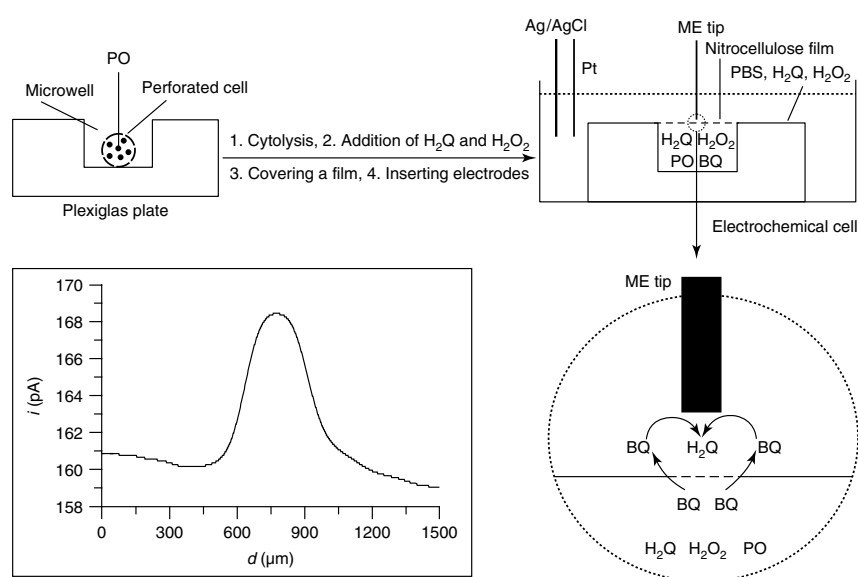 PO
Microwell
Perforated cell
Plexiglas plate
1. Cytolysis, 2. Addition of H₂Q and H₂O₂
3. Covering a film, 4. Inserting electrodes
Ag/AgCl
ME tip
Pt
Nitrocellulose film
PBS, H₂Q, H₂O₂
H₂Q H₂O₂
PO BQ
Electrochemical cell
170
168
166
164
162
160
158
i (pA)
0 300 600 900 1200 1500
d (µm)
ME tip
BQ H₂Q BQ
BQ BQ
H₂Q H₂O₂ PO